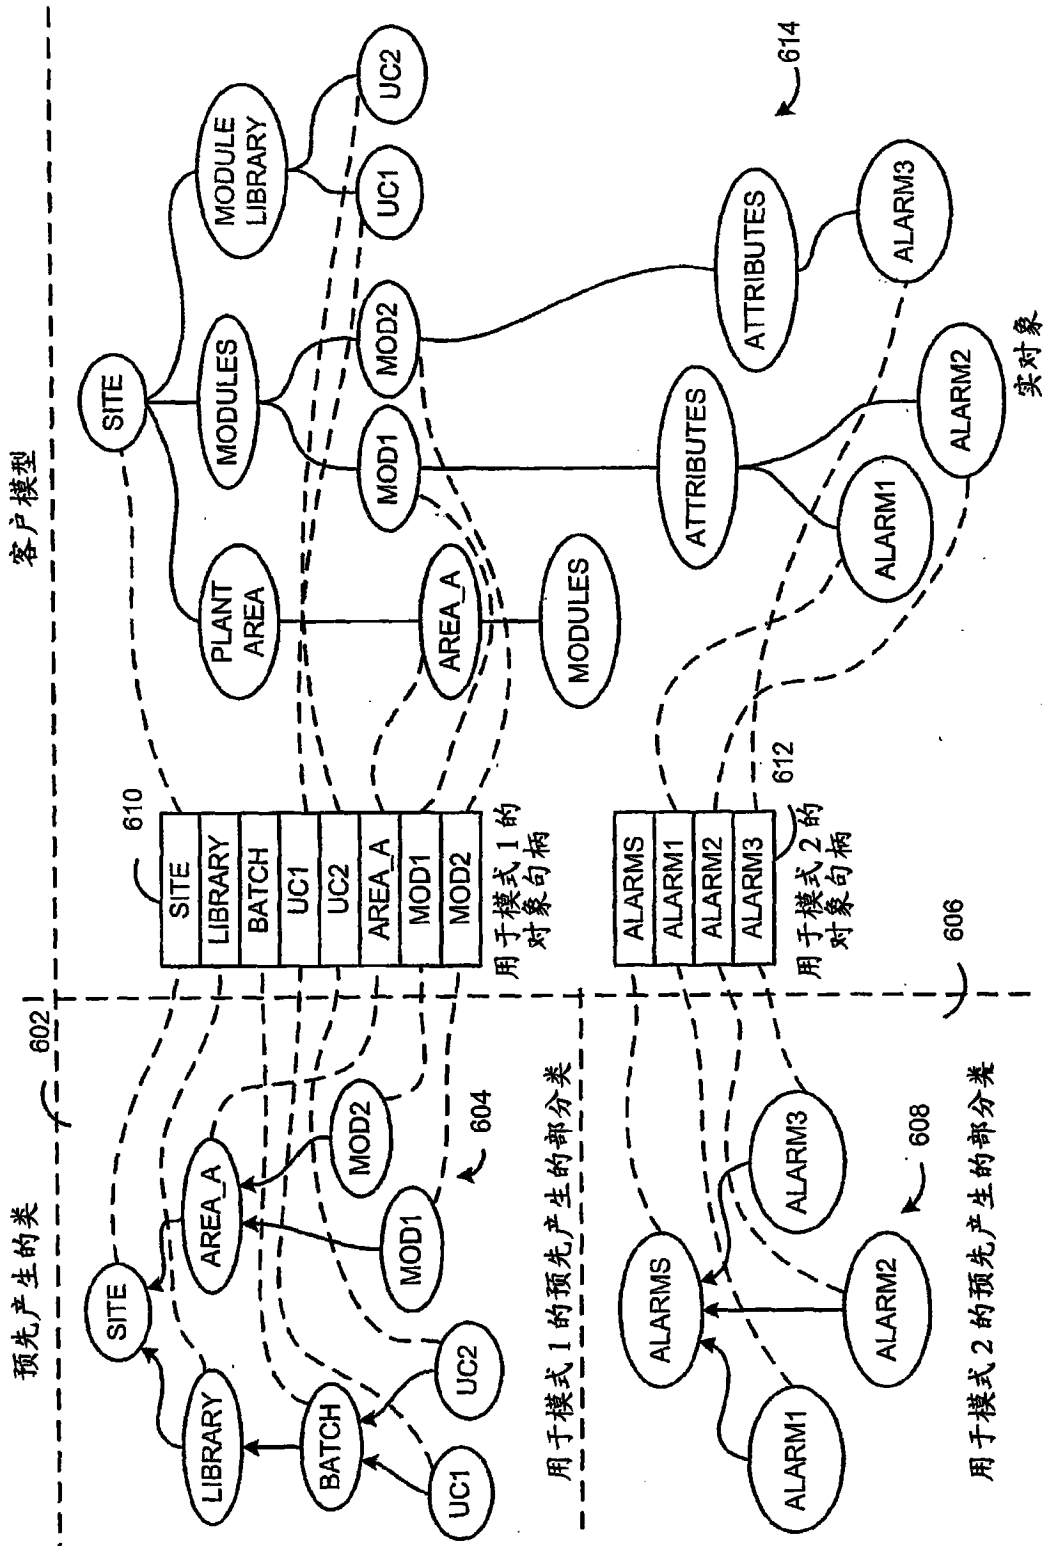 预先产生的类
客户模型
602
SITE
LIBRARY
AREA_A
BATCH
MOD2
MOD1
UC1
UC2
604
用于模式 1 的预先产生的部分类
610
SITE
LIBRARY
BATCH
UC1
UC2
AREA_A
MOD1
MOD2
用于模式 1 的
对象句柄
SITE
PLANT
AREA
MODULES
MODULE
LIBRARY
AREA_A
MOD1
MOD2
UC1
UC2
MODULES
ALARMS
ALARM1
ALARM2
ALARM3
608
用于模式 2 的预先产生的部分类
606
ALARMS
ALARM1
ALARM2
ALARM3
612
用于模式 2 的
对象句柄
ATTRIBUTES
ATTRIBUTES
ALARM1
ALARM2
ALARM3
614
实对象